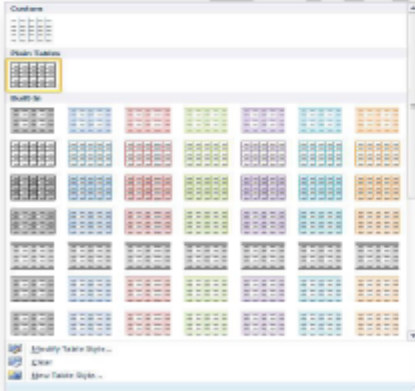 Custom
Plain Tables
Built-In
Modify Table Style...
Clear
New Table Style...